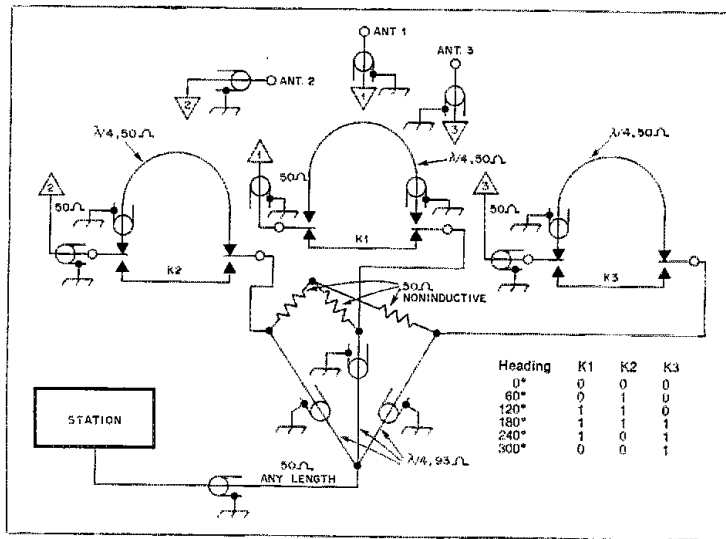 ANT 1
ANT. 3
ANT. 2
2
1
3
λ/4, 50Ω
λ/4, 50Ω
λ/4, 50Ω
2
1
3
50Ω
50Ω
50Ω
K2
K1
K3
50Ω
NONINDUCTIVE
STATION
50Ω
ANY LENGTH
λ/4, 93Ω
Heading K1 K2 K3
0° 0 0 0
60° 0 1 0
120° 1 1 0
180° 1 1 1
240° 1 0 1
300° 0 0 1